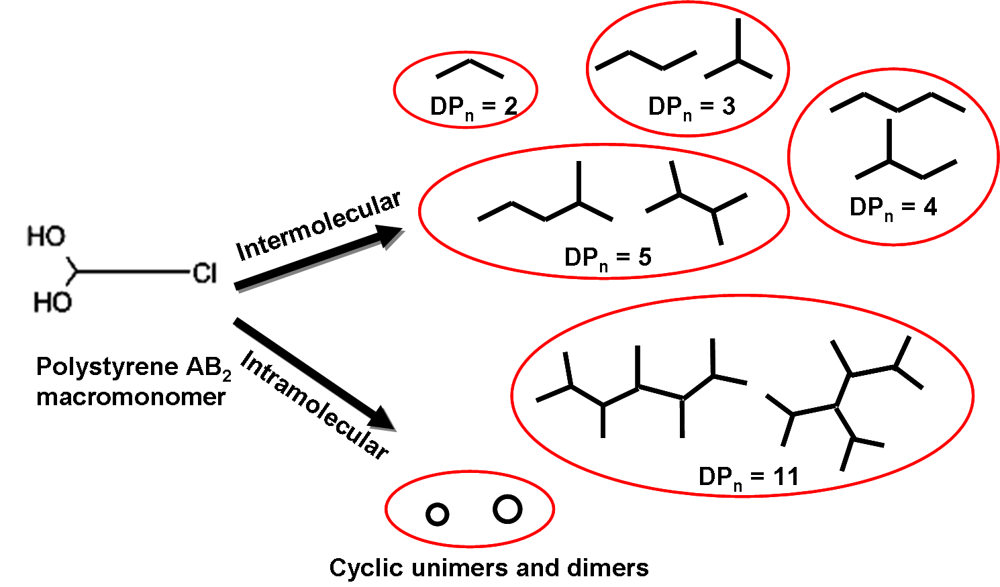 DPn = 2
DPn = 3
DPn = 4
DPn = 5
Intermolecular
HO
Cl
HO
Polystyrene AB2
macromonomer
Intramolecular
DPn = 11
Cyclic unimers and dimers